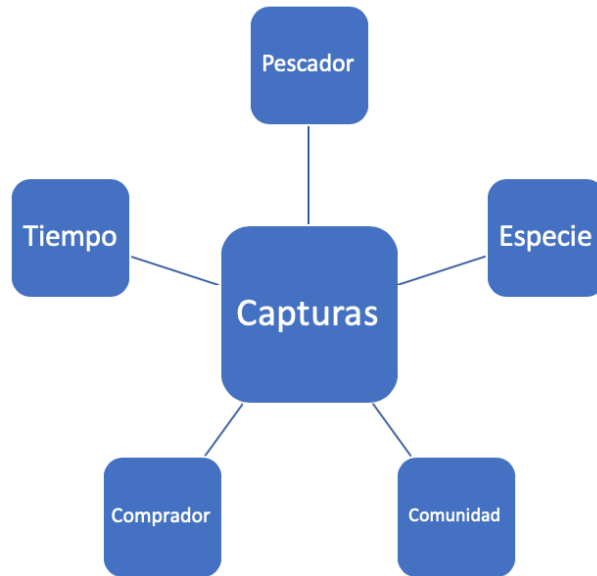 Pescador
Tiempo
Especie
Capturas
Comprador
Comunidad